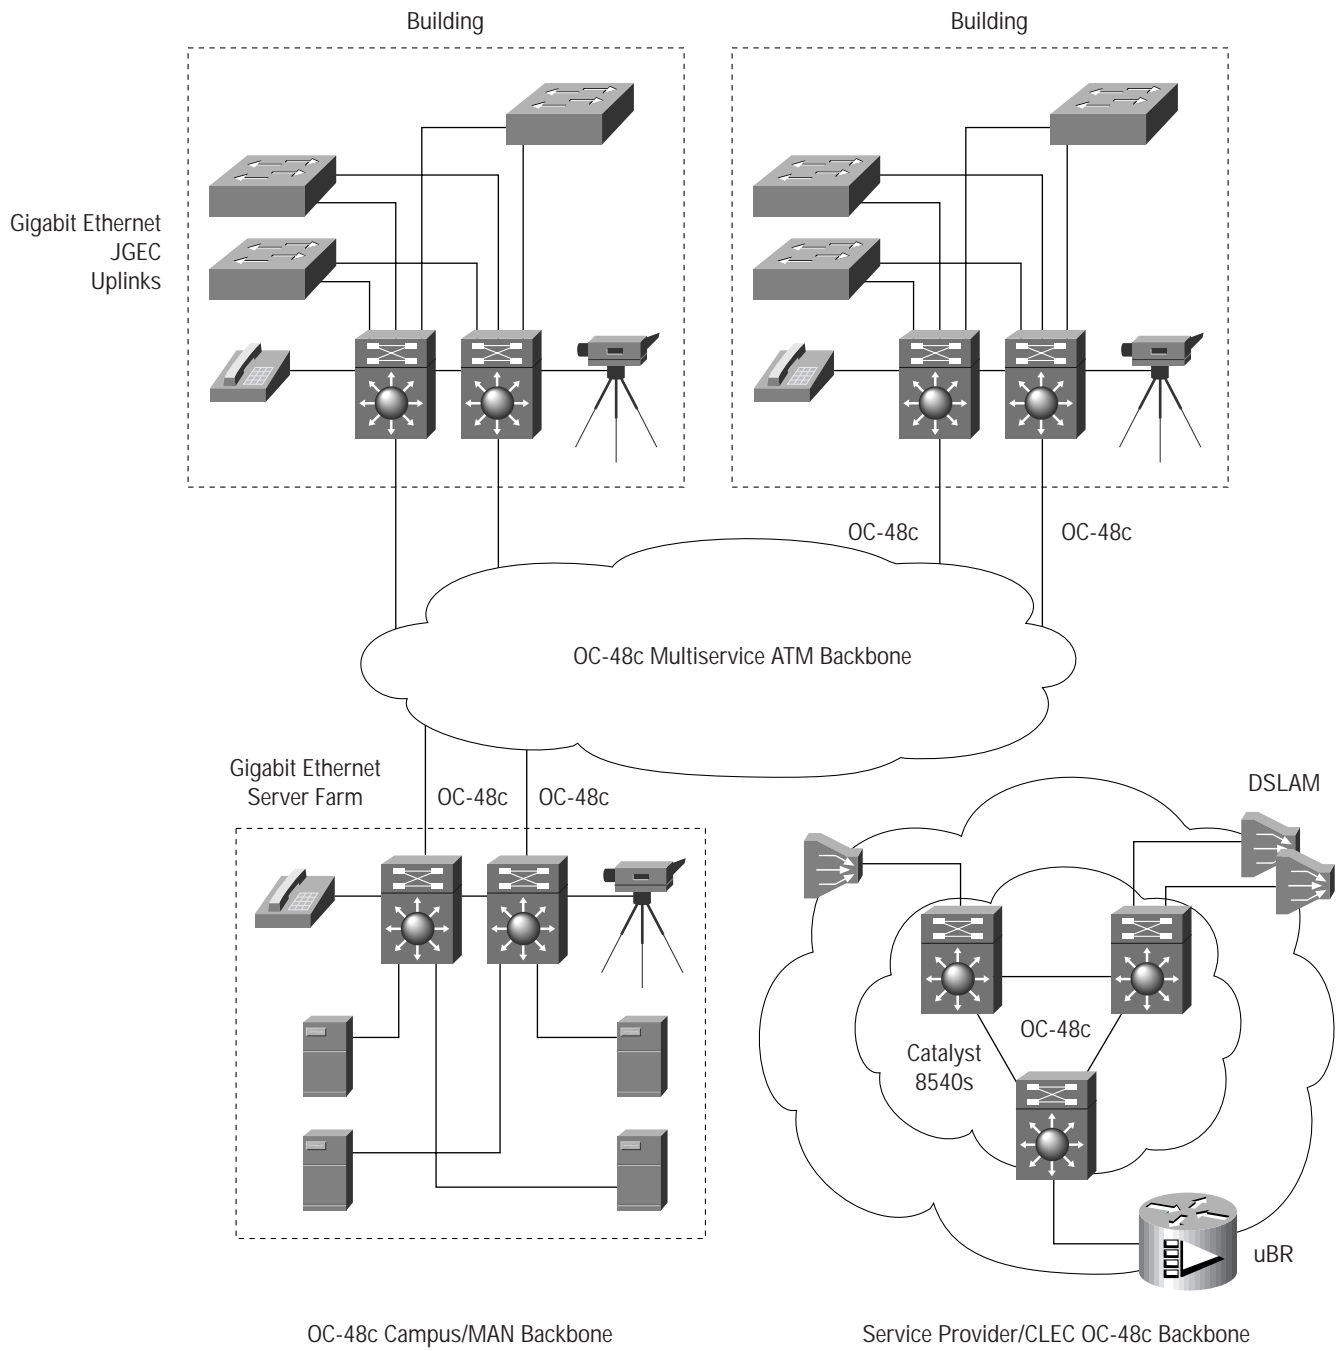 Building
Building
Gigabit Ethernet
JGEC
Uplinks
OC-48c
OC-48c
OC-48c Multiservice ATM Backbone
Gigabit Ethernet
Server Farm
OC-48c
OC-48c
DSLAM
OC-48c
Catalyst
8540s
uBR
OC-48c Campus/MAN Backbone
Service Provider/CLEC OC-48c Backbone